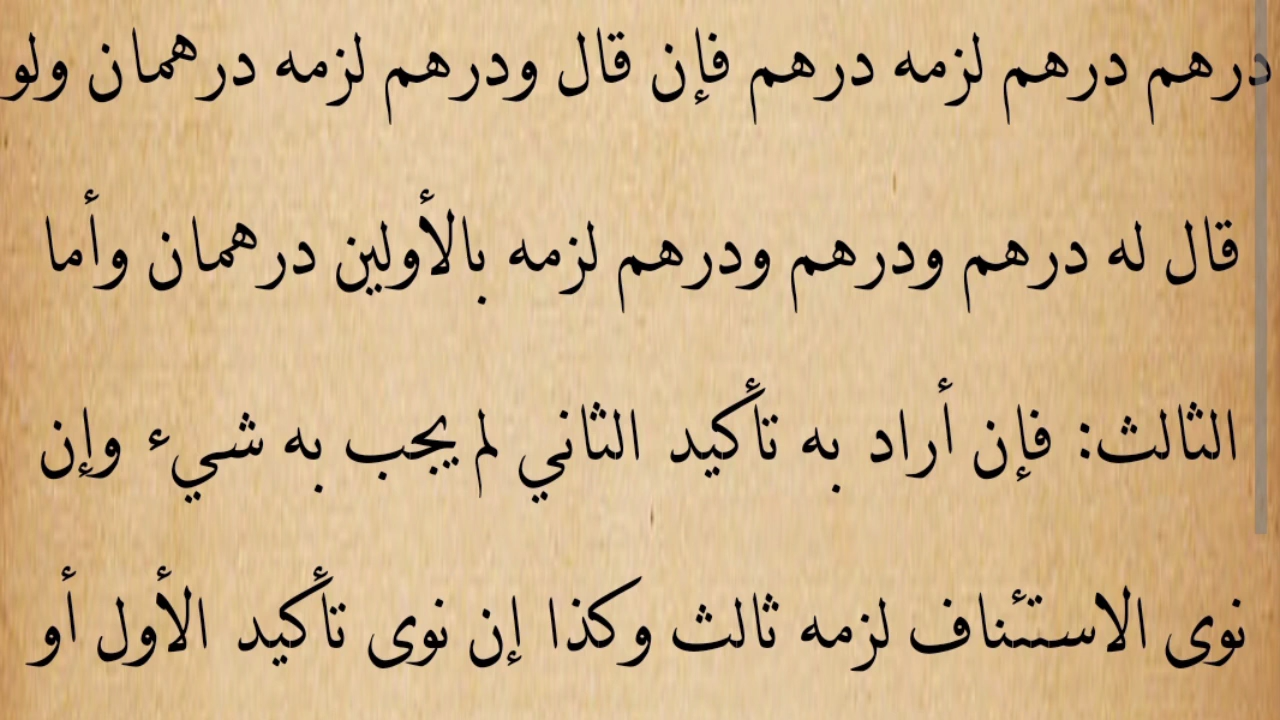 درهم درهم لزمه درهم فإن قال ودرهم لزمه درهمان ولو
قال له درهم ودرهم ودرهم لزمه بالأولين درهمان وأما
الثالث: فإن أراد به تأكيد الثاني لم يجب به شيء وإن
نوى الاستئناف لزمه ثالث وكذا إن نوى تأكيد الأول أو